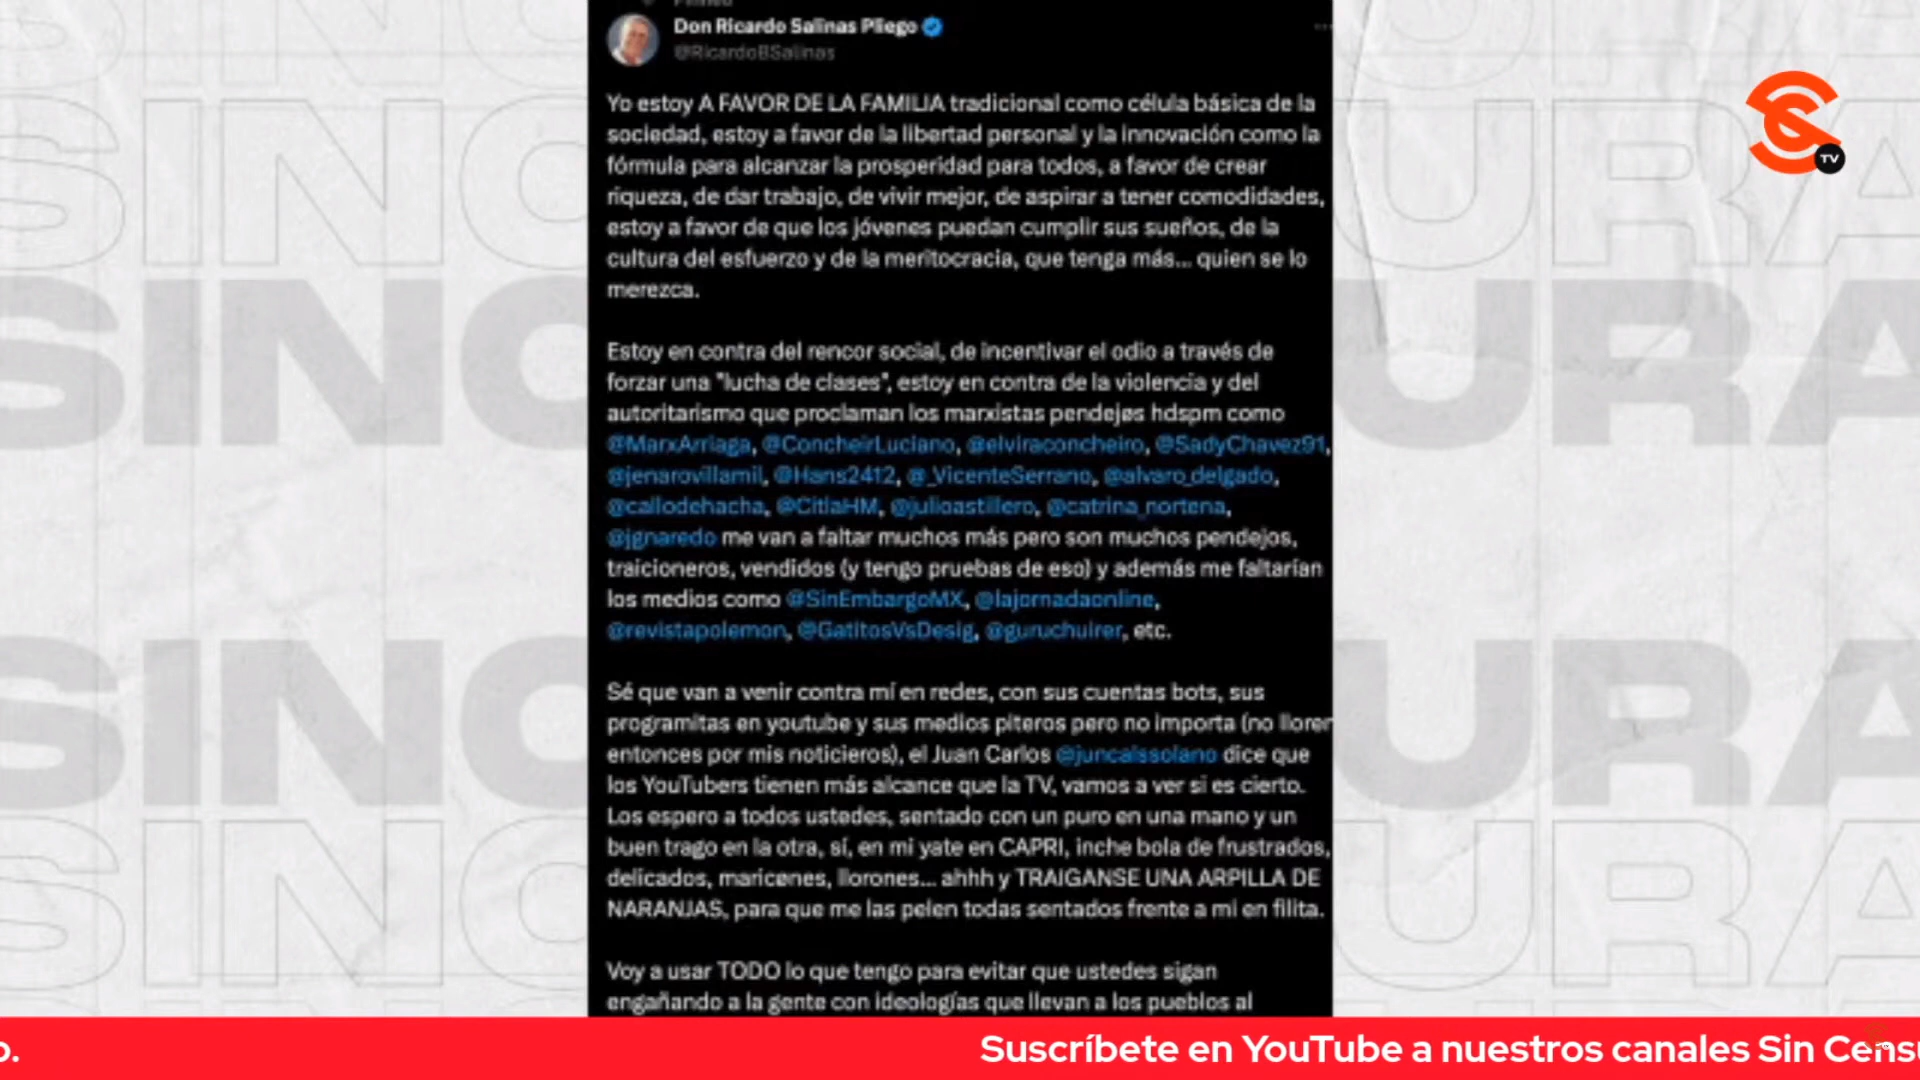 Don Ricardo Salinas Pliego
@RicardoBSalinas
Yo estoy A FAVOR DE LA FAMILIA tradicional como célula básica de la
sociedad, estoy a favor de la libertad personal y la innovación como la
fórmula para alcanzar la prosperidad para todos, a favor de crear
riqueza, de dar trabajo, de vivir mejor, de aspirar a tener comodidades,
estoy a favor de que los jóvenes puedan cumplir sus sueños, de la
cultura del esfuerzo y de la meritocracia, que tenga más... quien se lo
merezca.
Estoy en contra del rencor social, de incentivar el odio a través de
forzar una "lucha de clases", estoy en contra de la violencia y del
autoritarismo que proclaman los marxistas pendejos hdspm como
@MarxArriaga, @ConcheirLuciano, @elviraconcheiro, @SadyChavez91,
@jenarovillamil, @Hans2412, @_VicenteSerrano, @alvaro_delgado,
@callodehacha, @CitlaHM, @julioastillero, @catrina_nortena,
@jgnaredo me van a faltar muchos más pero son muchos pendejos,
traicioneros, vendidos (y tengo pruebas de eso) y además me faltarían
los medios como @SinEmbargoMX, @lajornadaonline,
@revistapolemon, @GatitosVsDesig, @guruchuirer, etc.
Sé que van a venir contra mí en redes, con sus cuentas bots, sus
programitas en youtube y sus medios piteros pero no importa (no lloren
entonces por mis noticieros), el Juan Carlos @juncalssolano dice que
los YouTubers tienen más alcance que la TV, vamos a ver si es cierto.
Los espero a todos ustedes, sentado con un puro en una mano y un
buen trago en la otra, sí, en mi yate en CAPRI, inche bola de frustrados,
delicados, maricones, llorones... ahhh y TRAIGANSE UNA ARPILLA DE
NARANJAS, para que me las pelen todas sentados frente a mi en filita.
Voy a usar TODO lo que tengo para evitar que ustedes sigan
engañando a la gente con ideologías que llevan a los pueblos al
SINC
URA
SINC
URA
SINC
URA
SINC
URA
TV
o.
Suscríbete en YouTube a nuestros canales Sin Censu